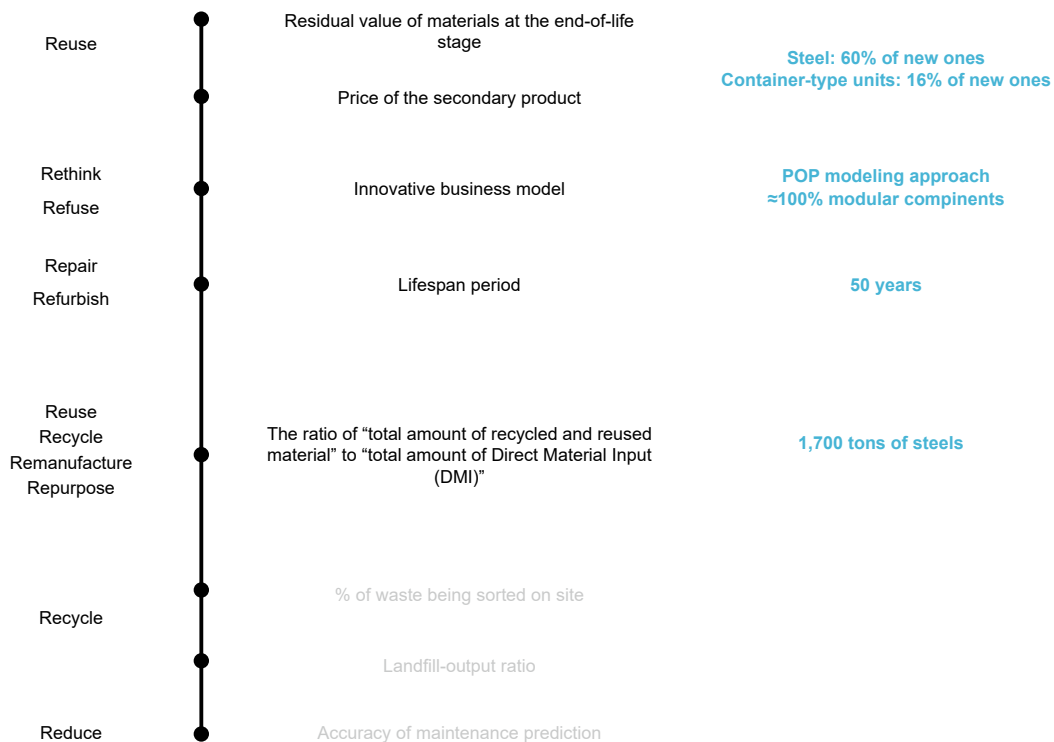 Reuse
Residual value of materials at the end-of-life
stage
Price of the secondary product
Steel: 60% of new ones
Container-type units: 16% of new ones
Rethink
Refuse
Innovative business model
POP modeling approach
≈100% modular compinents
Repair
Refurbish
Lifespan period
50 years
Reuse
Recycle
Remanufacture
Repurpose
The ratio of “total amount of recycled and reused
material” to “total amount of Direct Material Input
(DMI)”
1,700 tons of steels
Recycle
% of waste being sorted on site
Landfill-output ratio
Reduce
Accuracy of maintenance prediction